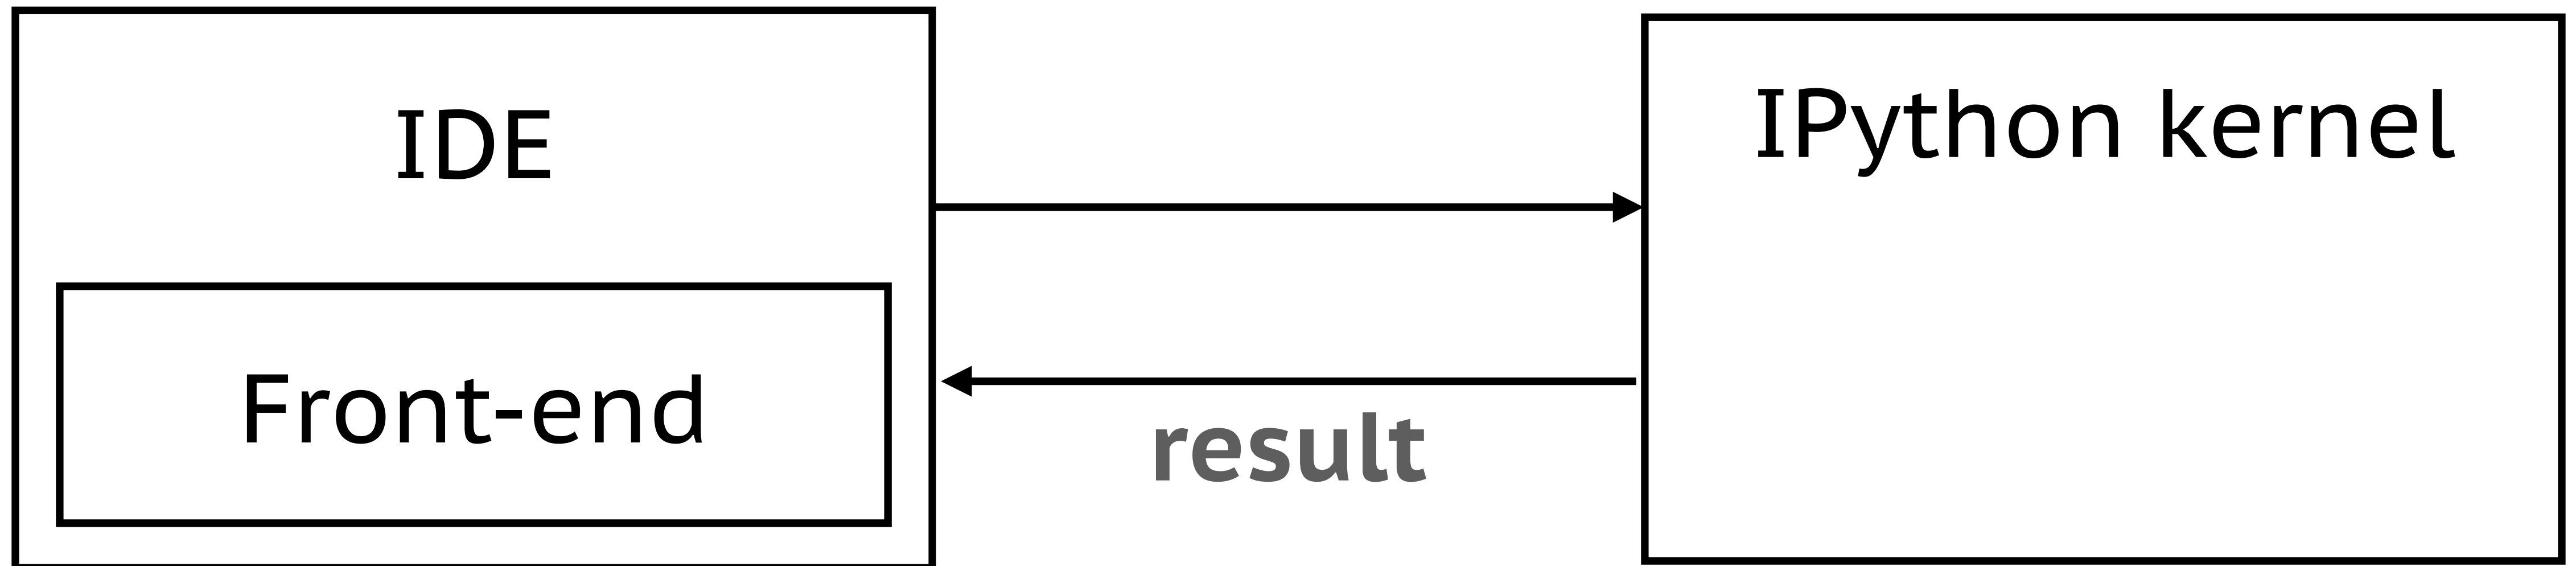 IDE
IPython kernel
Front-end
result